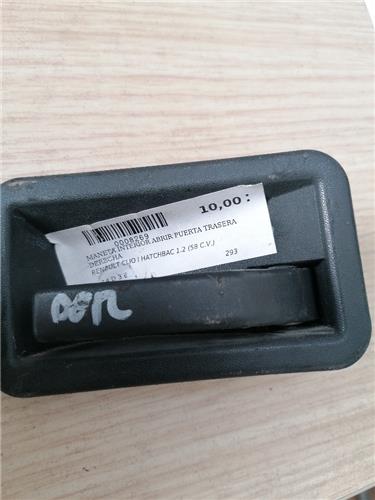 10,00
0008269
MANETA INTERIOR ABRIR PUERTA TRASERA
DERECHA
RENAULT CLIO I HATCHBAC 1.2 (58 C.V.)
293
DER